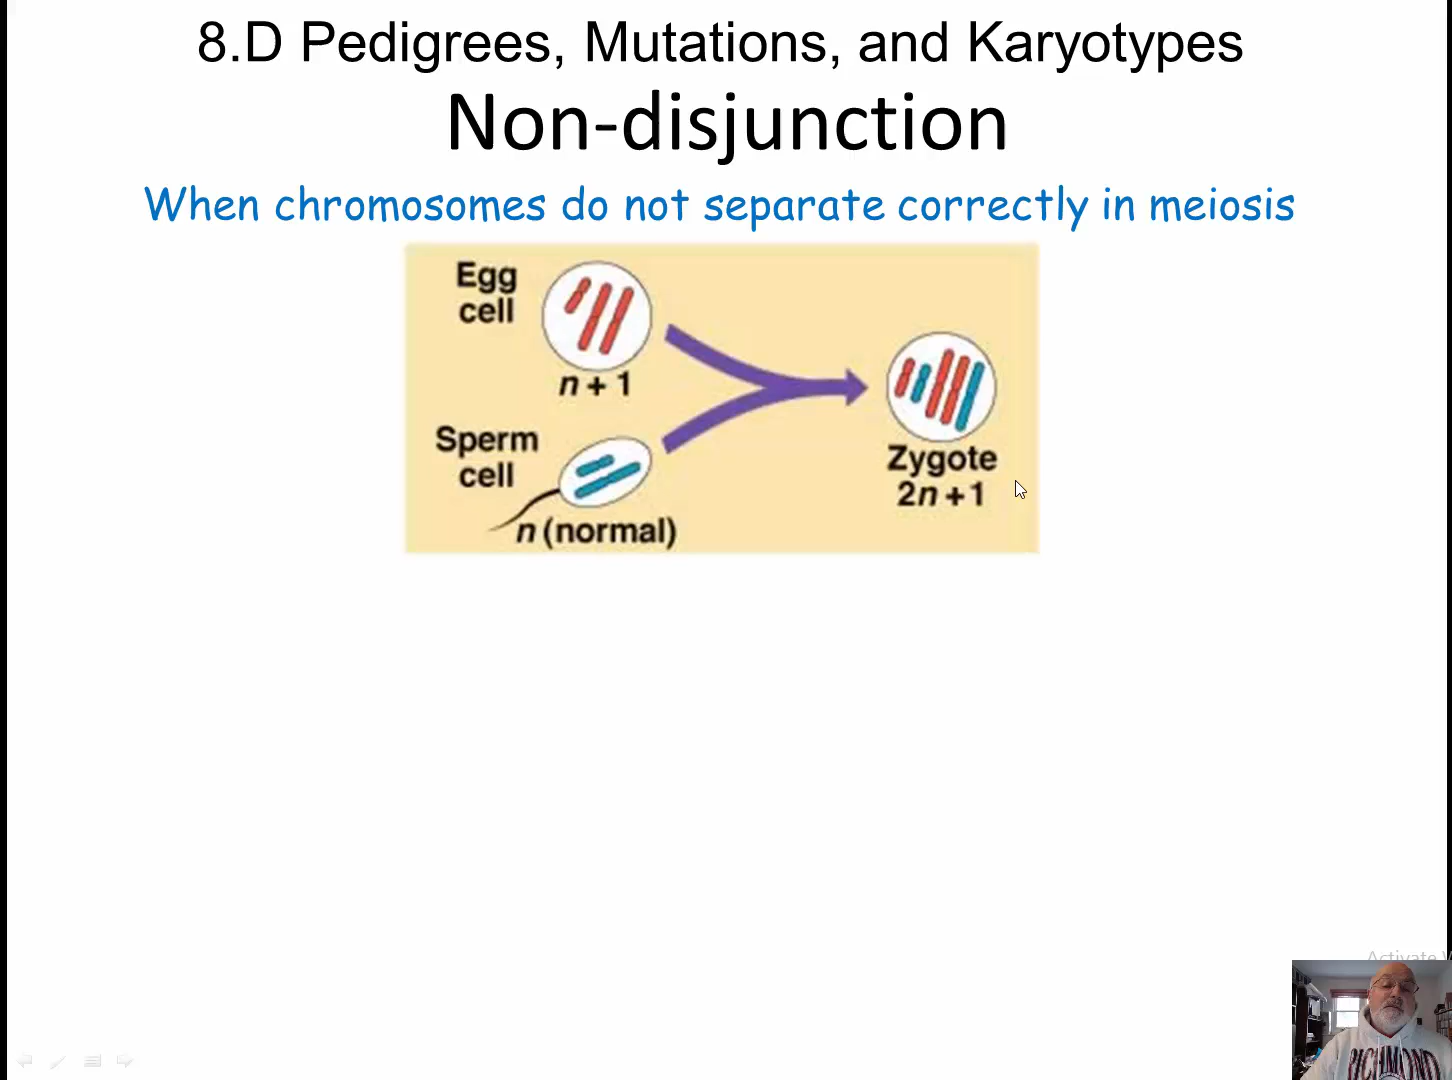 8.D Pedigrees, Mutations, and Karyotypes
Non-disjunction
When chromosomes do not separate correctly in meiosis
Egg
cell
n + 1
Sperm
cell
n (normal)
Zygote
2n + 1
Activate
RICHMOND